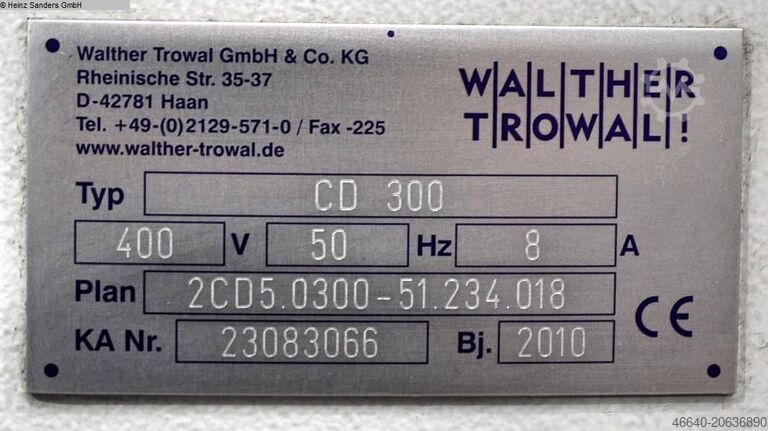 © Heinz Sanders GmbH
Walther Trowal GmbH & Co. KG
Rheinische Str. 35-37
D-42781 Haan
Tel. +49-(0)2129-571-0 / Fax -225
www.walther-trowal.de
WALTHER
TROWAL!
Typ CD 300
400 V 50 Hz 8 A
Plan 2CD5.0300-51.234.018
KA Nr. 23083066 Bj. 2010
CE
46640-20636890